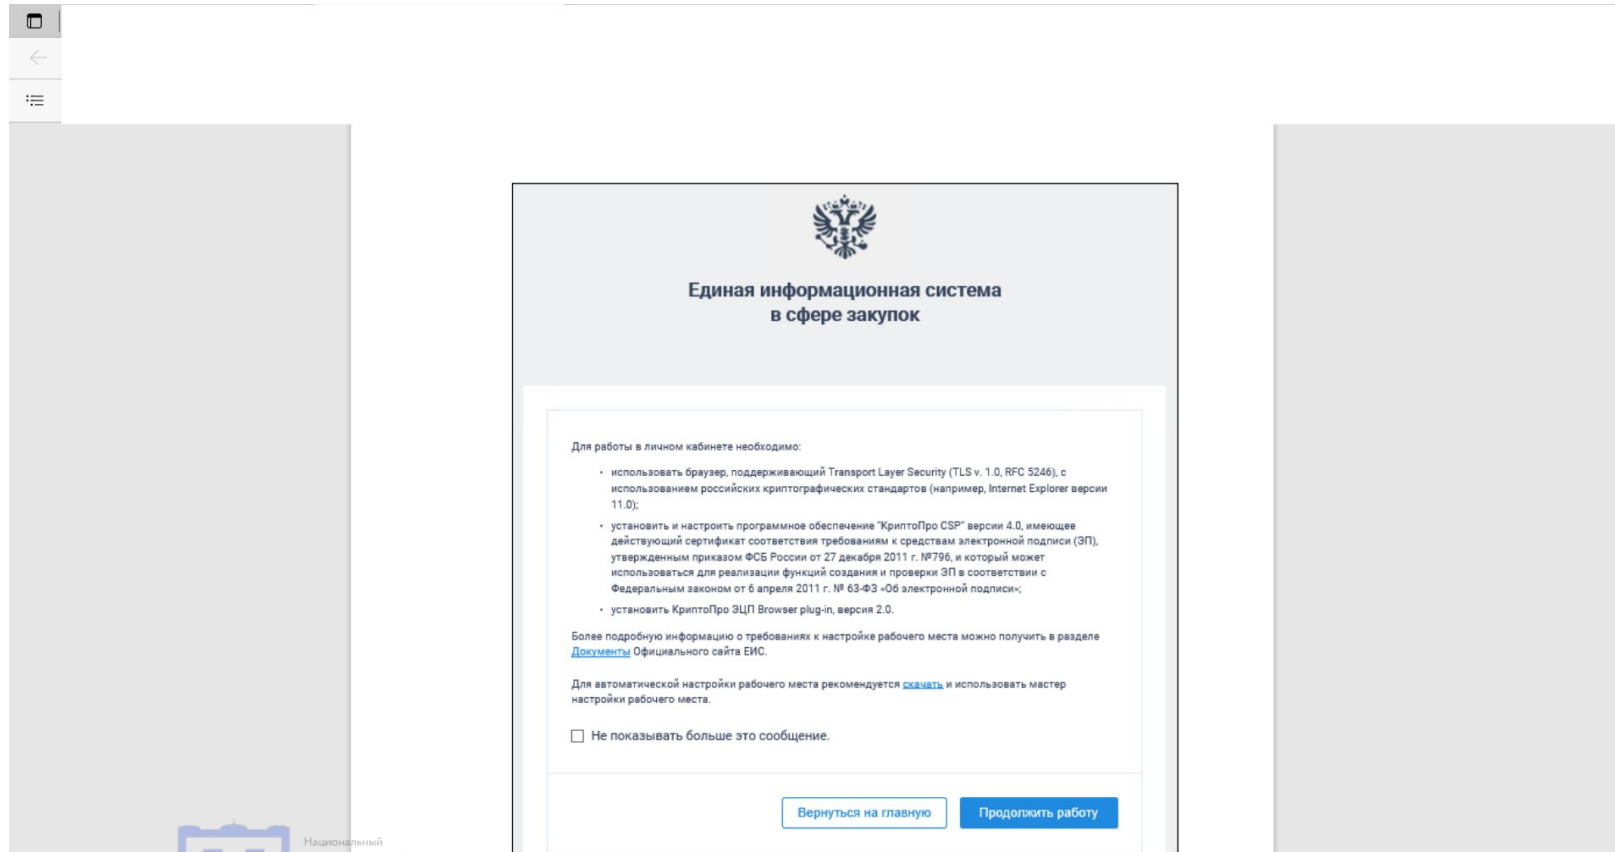 Единая информационная система
в сфере закупок
Для работы в личном кабинете необходимо:
• использовать браузер, поддерживающий Transport Layer Security (TLS v. 1.0, RFC 5246), с
использованием российских криптографических стандартов (например, Internet Explorer версии
11.0);
• установить и настроить программное обеспечение "КриптоПро CSP" версии 4.0, имеющее
действующий сертификат соответствия требованиям к средствам электронной подписи (ЭП),
утвержденным приказом ФСБ России от 27 декабря 2011 г. №796, и который может
использоваться для реализации функций создания и проверки ЭП в соответствии с
Федеральным законом от 6 апреля 2011 г. № 63-ФЗ «Об электронной подписи»;
• установить КриптоПро ЭЦП Browser plug-in, версия 2.0.
Более подробную информацию о требованиях к настройке рабочего места можно получить в разделе
Документы Официального сайта ЕИС.
Для автоматической настройки рабочего места рекомендуется скачать и использовать мастер
настройки рабочего места.
Не показывать больше это сообщение.
Вернуться на главную Продолжить работу
Национальный